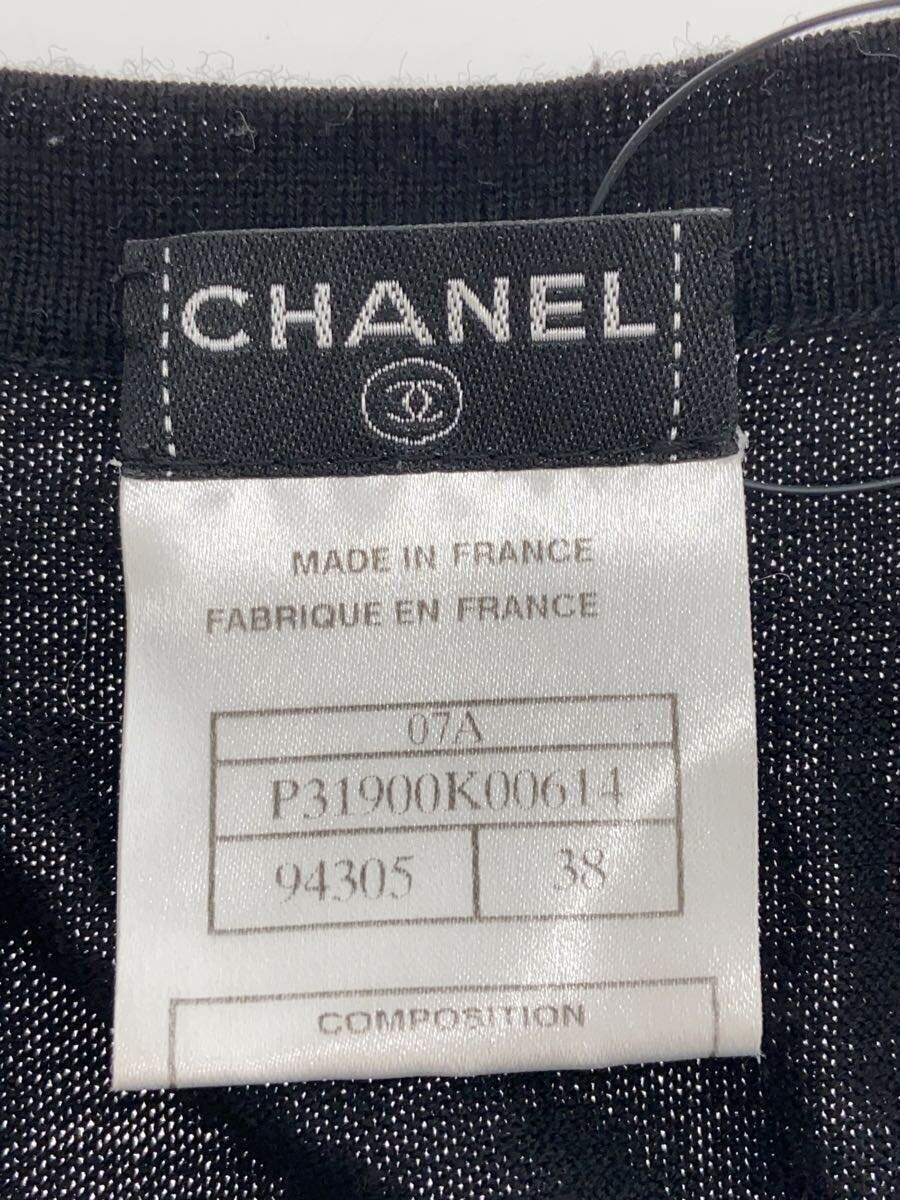 CHANEL
MADE IN FRANCE
FABRIQUE EN FRANCE
07A
P31900K00614
94305 38
COMPOSITION